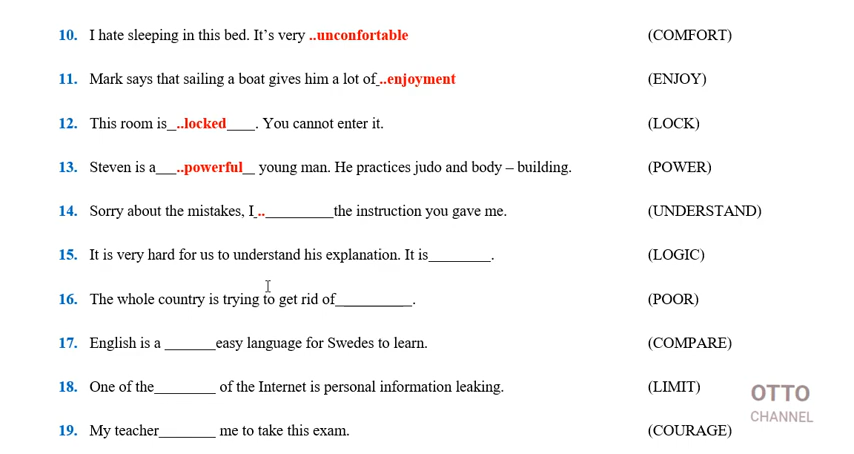 10. I hate sleeping in this bed. It's very ..unconfortable (COMFORT)
11. Mark says that sailing a boat gives him a lot of ..enjoyment (ENJOY)
12. This room is_..locked____. You cannot enter it. (LOCK)
13. Steven is a___..powerful__ young man. He practices judo and body – building. (POWER)
14. Sorry about the mistakes, I ..__________the instruction you gave me. (UNDERSTAND)
15. It is very hard for us to understand his explanation. It is_________. (LOGIC)
16. The whole country is trying to get rid of___________. (POOR)
17. English is a _______easy language for Swedes to learn. (COMPARE)
18. One of the________ of the Internet is personal information leaking. (LIMIT)
19. My teacher________ me to take this exam. (COURAGE)
OTTO
CHANNEL